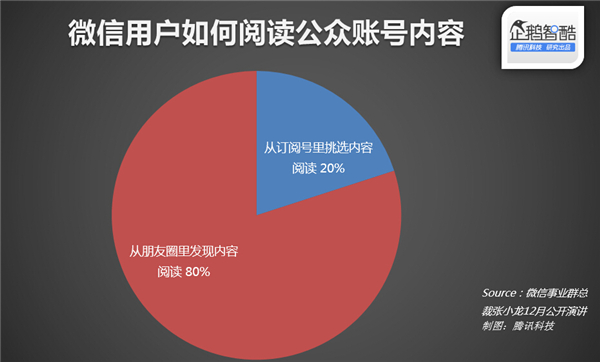 微信用户如何阅读公众账号内容
企鹅智酷
腾讯科技 研究出品
从订阅号里挑选内容
阅读 20%
从朋友圈里发现内容
阅读 80%
Source：微信事业群总
裁张小龙12月公开演讲
制图：腾讯科技